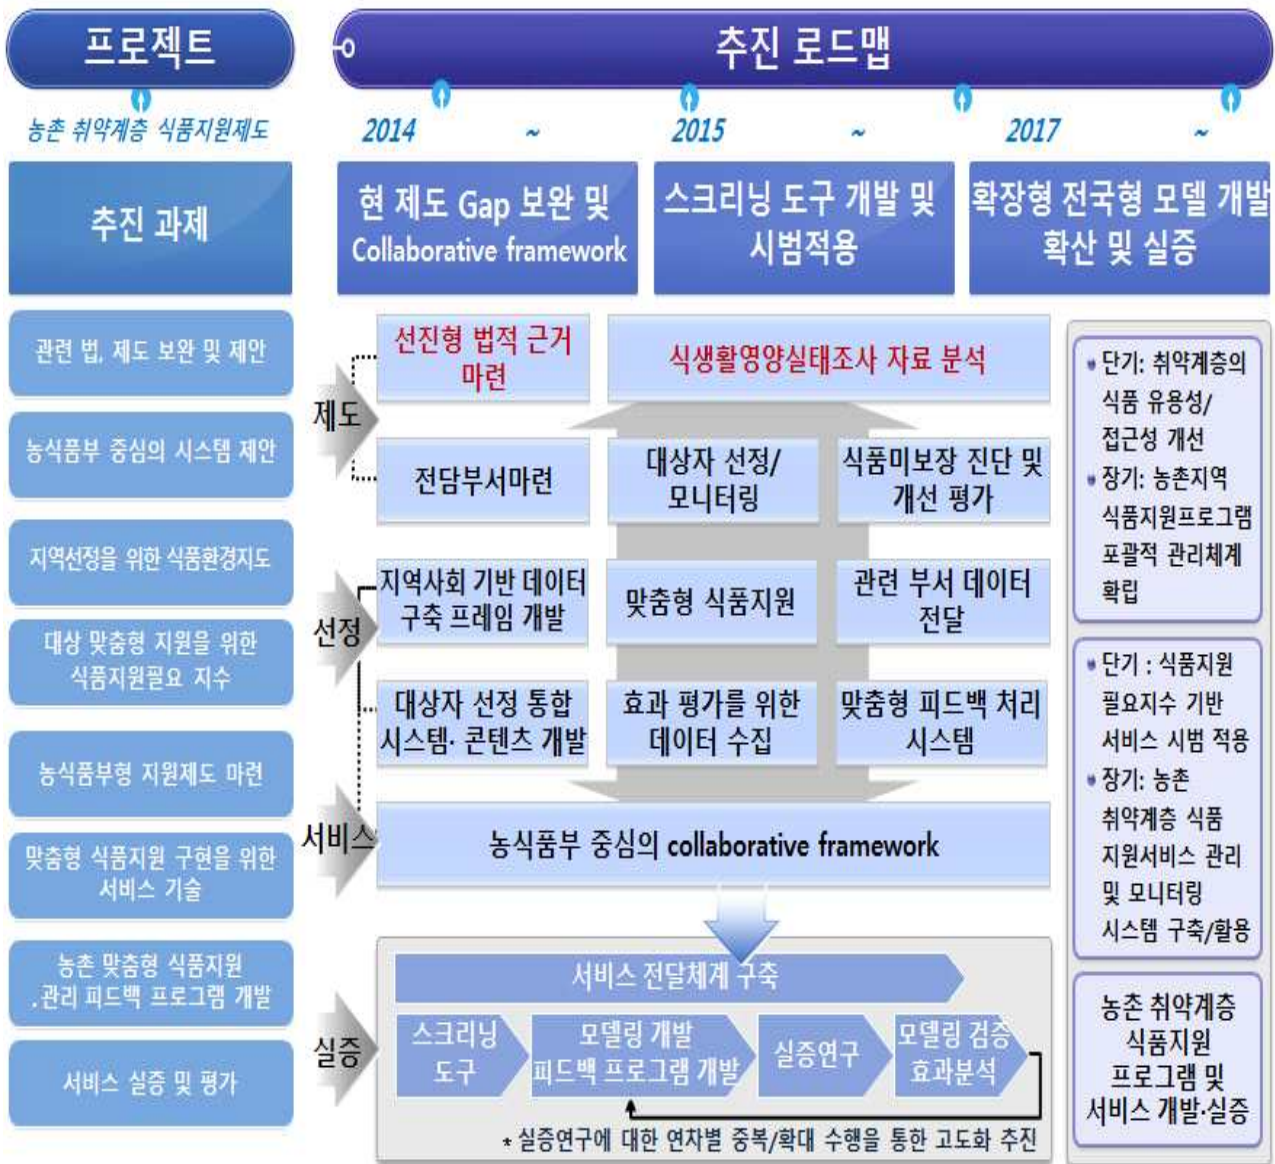 프로젝트
추진 로드맵
농촌 취약계층 식품지원제도
2014 ~ 2015 ~ 2017 ~
추진 과제
현 제도 Gap 보완 및
Collaborative framework
스크리닝 도구 개발 및
시범적용
확장형 전국형 모델 개발
확산 및 실증
관련 법, 제도 보완 및 제안
농식품부 중심의 시스템 제안
지역선정을 위한 식품환경지도
대상 맞춤형 지원을 위한
식품지원필요 지수
농식품부형 지원제도 마련
맞춤형 식품지원 구현을 위한
서비스 기술
농촌 맞춤형 식품지원
.관리 피드백 프로그램 개발
서비스 실증 및 평가
제도
선진형 법적 근거
마련
식생활영양실태조사 자료 분석
전담부서마련
대상자 선정/
모니터링
식품미보장 진단 및
개선 평가
선정
지역사회 기반 데이터
구축 프레임 개발
맞춤형 식품지원
관련 부서 데이터
전달
대상자 선정 통합
시스템· 콘텐츠 개발
효과 평가를 위한
데이터 수집
맞춤형 피드백 처리
시스템
서비스
농식품부 중심의 collaborative framework
실증
서비스 전달체계 구축
스크리닝
도구
모델링 개발
피드백 프로그램 개발
실증연구
모델링 검증
효과분석
* 실증연구에 대한 연차별 중복/확대 수행을 통한 고도화 추진
단기: 취약계층의
식품 유용성/
접근성 개선
장기: 농촌지역
식품지원프로그램
포괄적 관리체계
확립
단기 : 식품지원
필요지수 기반
서비스 시범 적용
장기: 농촌
취약계층 식품
지원서비스 관리
및 모니터링
시스템 구축/활용
농촌 취약계층
식품지원
프로그램 및
서비스 개발·실증